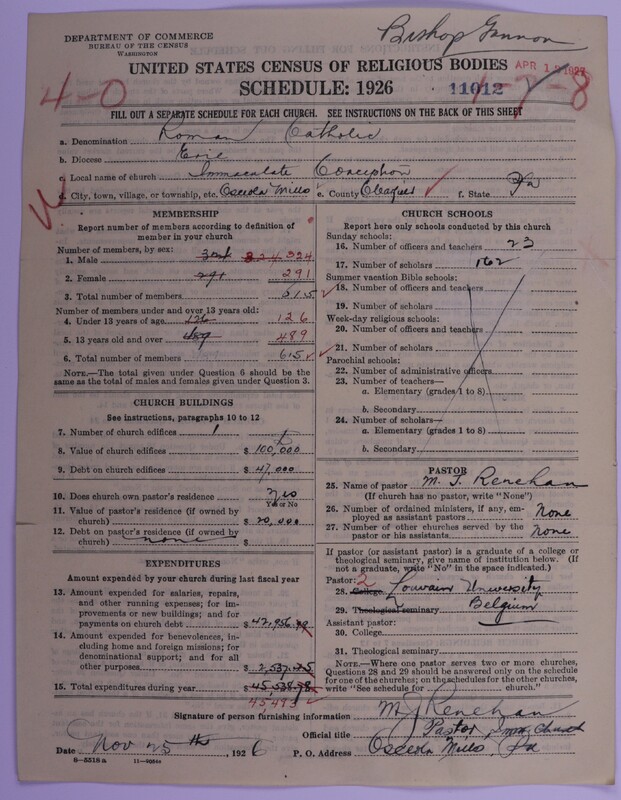 DEPARTMENT OF COMMERCE
BUREAU OF THE CENSUS
WASHINGTON
Bishop Gannon
UNITED STATES CENSUS OF RELIGIOUS BODIES
APR 1 1927
SCHEDULE: 1926
11012
4-0
1-7-8
FILL OUT A SEPARATE SCHEDULE FOR EACH CHURCH. SEE INSTRUCTIONS ON THE BACK OF THIS SHEET
a. Denomination Roman Catholic
b. Diocese Erie
c. Local name of church Immaculate Conception
d. City, town, village, or township, etc. Osceola Mills e. County Clearfield f. State Pa
MEMBERSHIP
Report number of members according to definition of member in your church
Number of members, by sex:
1. Male 324 324
2. Female 291 291
3. Total number of members 615
Number of members under and over 13 years old:
4. Under 13 years of age 126 126
5. 13 years old and over 489 489
6. Total number of members 615
NOTE.—The total given under Question 6 should be the same as the total of males and females given under Question 3.
CHURCH BUILDINGS
See instructions, paragraphs 10 to 12
7. Number of church edifices 1 1
8. Value of church edifices $ 100,000
9. Debt on church edifices $ 47,000
10. Does church own pastor's residence Yes
Yes or No
11. Value of pastor's residence (if owned by church) $ 20,000
12. Debt on pastor's residence (if owned by church) none $
EXPENDITURES
Amount expended by your church during last fiscal year
13. Amount expended for salaries, repairs, and other running expenses; for improvements or new buildings; and for payments on church debt $ 42,956
14. Amount expended for benevolences, including home and foreign missions; for denominational support; and for all other purposes $ 2,537
15. Total expenditures during year $ 45,538.98
45,493
CHURCH SCHOOLS
Report here only schools conducted by this church
Sunday schools:
16. Number of officers and teachers 23
17. Number of scholars 162
Summer vacation Bible schools:
18. Number of officers and teachers
19. Number of scholars
Week-day religious schools:
20. Number of officers and teachers
21. Number of scholars
Parochial schools:
22. Number of administrative officers
23. Number of teachers—
a. Elementary (grades 1 to 8)
b. Secondary
24. Number of scholars—
a. Elementary (grades 1 to 8)
b. Secondary
PASTOR
25. Name of pastor M. J. Renehan
(If church has no pastor, write "None")
26. Number of ordained ministers, if any, employed as assistant pastors None
27. Number of other churches served by the pastor or his assistants None
If pastor (or assistant pastor) is a graduate of a college or theological seminary, give name of institution below. (If not a graduate, write "No" in the space indicated.)
Pastor: 2
28. College Louvain University
29. Theological seminary Belgium
Assistant pastor:
30. College
31. Theological seminary
NOTE.—Where one pastor serves two or more churches, Questions 28 and 29 should be answered only on the schedule for one of the churches; on the schedules for the other churches, write "See schedule for church."
Signature of person furnishing information M J Renehan
Official title Pastor Imm. Church
Date Nov 25th, 1926 P. O. Address Osceola Mills Pa
8—5518 a